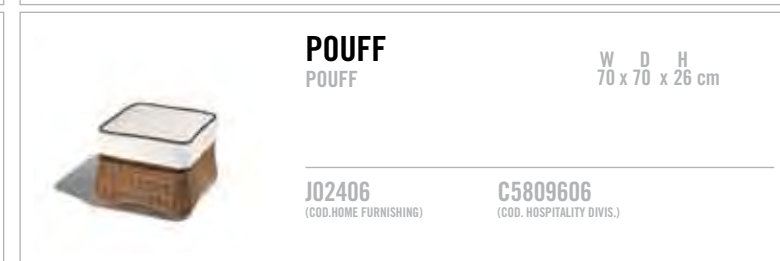 POUFF
POUFF
W D H
70 x 70 x 26 cm
J02406
(COD.HOME FURNISHING)
C5809606
(COD. HOSPITALITY DIVIS.)